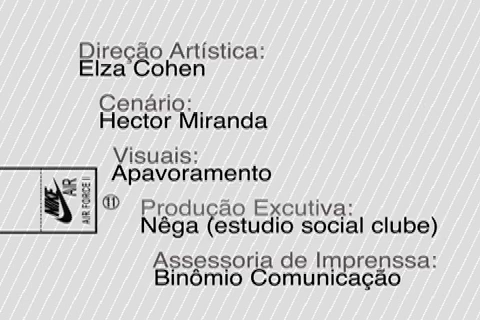 Direção Artística:
Elza Cohen
Cenário:
Hector Miranda
Visuais:
Apavoramento
NIKE
AIR
AIR FORCE II
⑪
Produção Excutiva:
Nêga (estudio social clube)
Assessoria de Imprenssa:
Binômio Comunicação